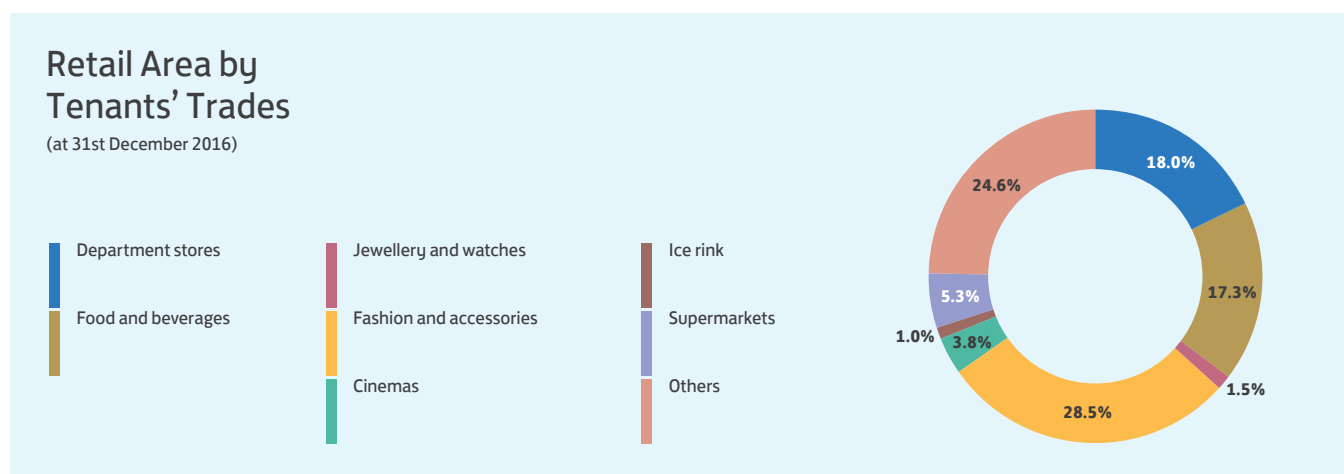 Retail Area by
Tenants’ Trades
(at 31st December 2016)
Department stores
Food and beverages
Jewellery and watches
Fashion and accessories
Cinemas
Ice rink
Supermarkets
Others
18.0%
17.3%
1.5%
28.5%
3.8%
1.0%
5.3%
24.6%